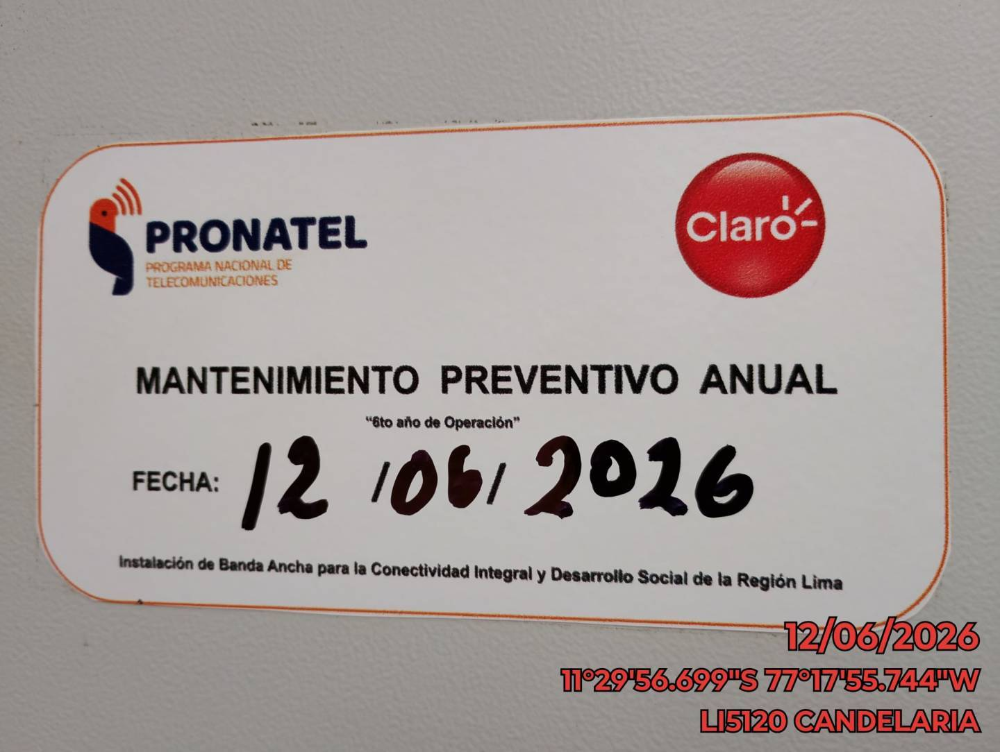 PRONATEL
PROGRAMA NACIONAL DE
TELECOMUNICACIONES
Claro
MANTENIMIENTO PREVENTIVO ANUAL
“6to año de Operación”
FECHA: 12 / 06 / 2026
Instalación de Banda Ancha para la Conectividad Integral y Desarrollo Social de la Región Lima
12/06/2026
11°29'56.699"S 77°17'55.744"W
LI5120 CANDELARIA